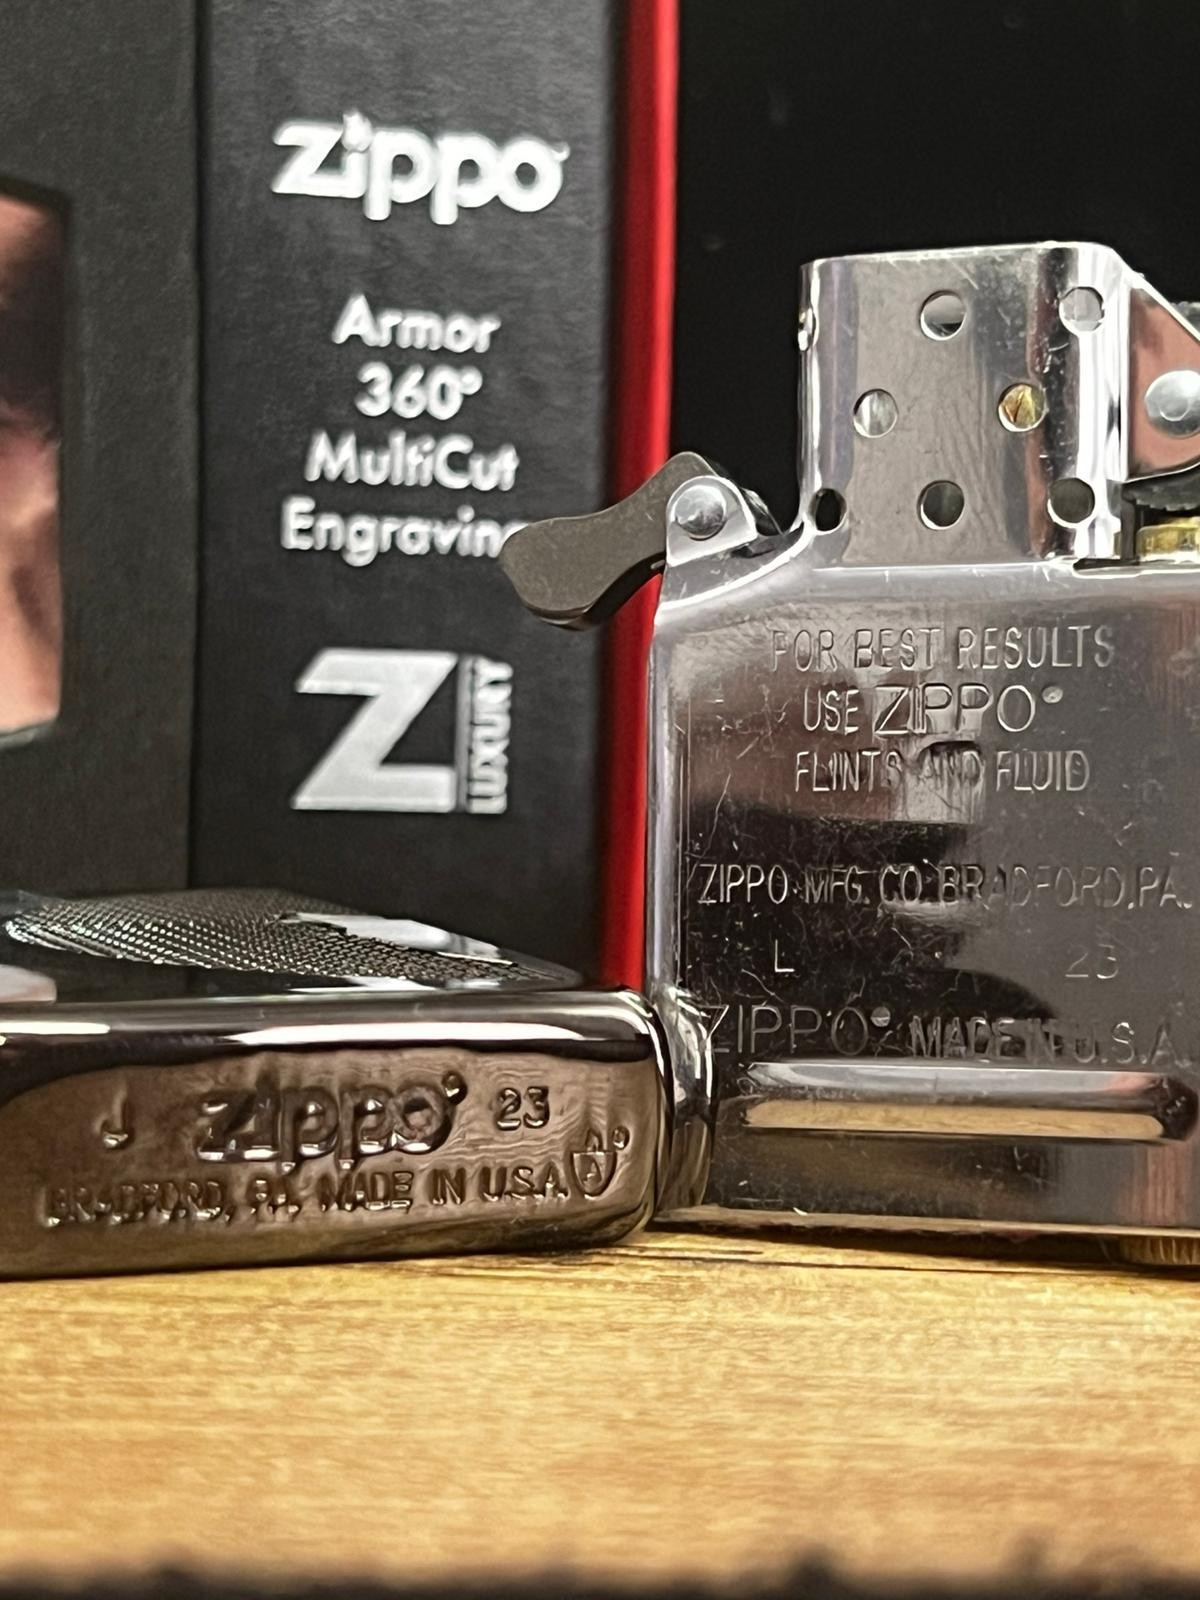 Zippo
Armor
360°
MultiCut
Engraving
Z LUXURY
FOR BEST RESULTS
USE ZIPPO®
FLINTS AND FLUID
ZIPPO MFG. CO. BRADFORD, PA.
L 23
ZIPPO® MADE IN U.S.A.
zippo® 23
BRADFORD, PA. MADE IN U.S.A.